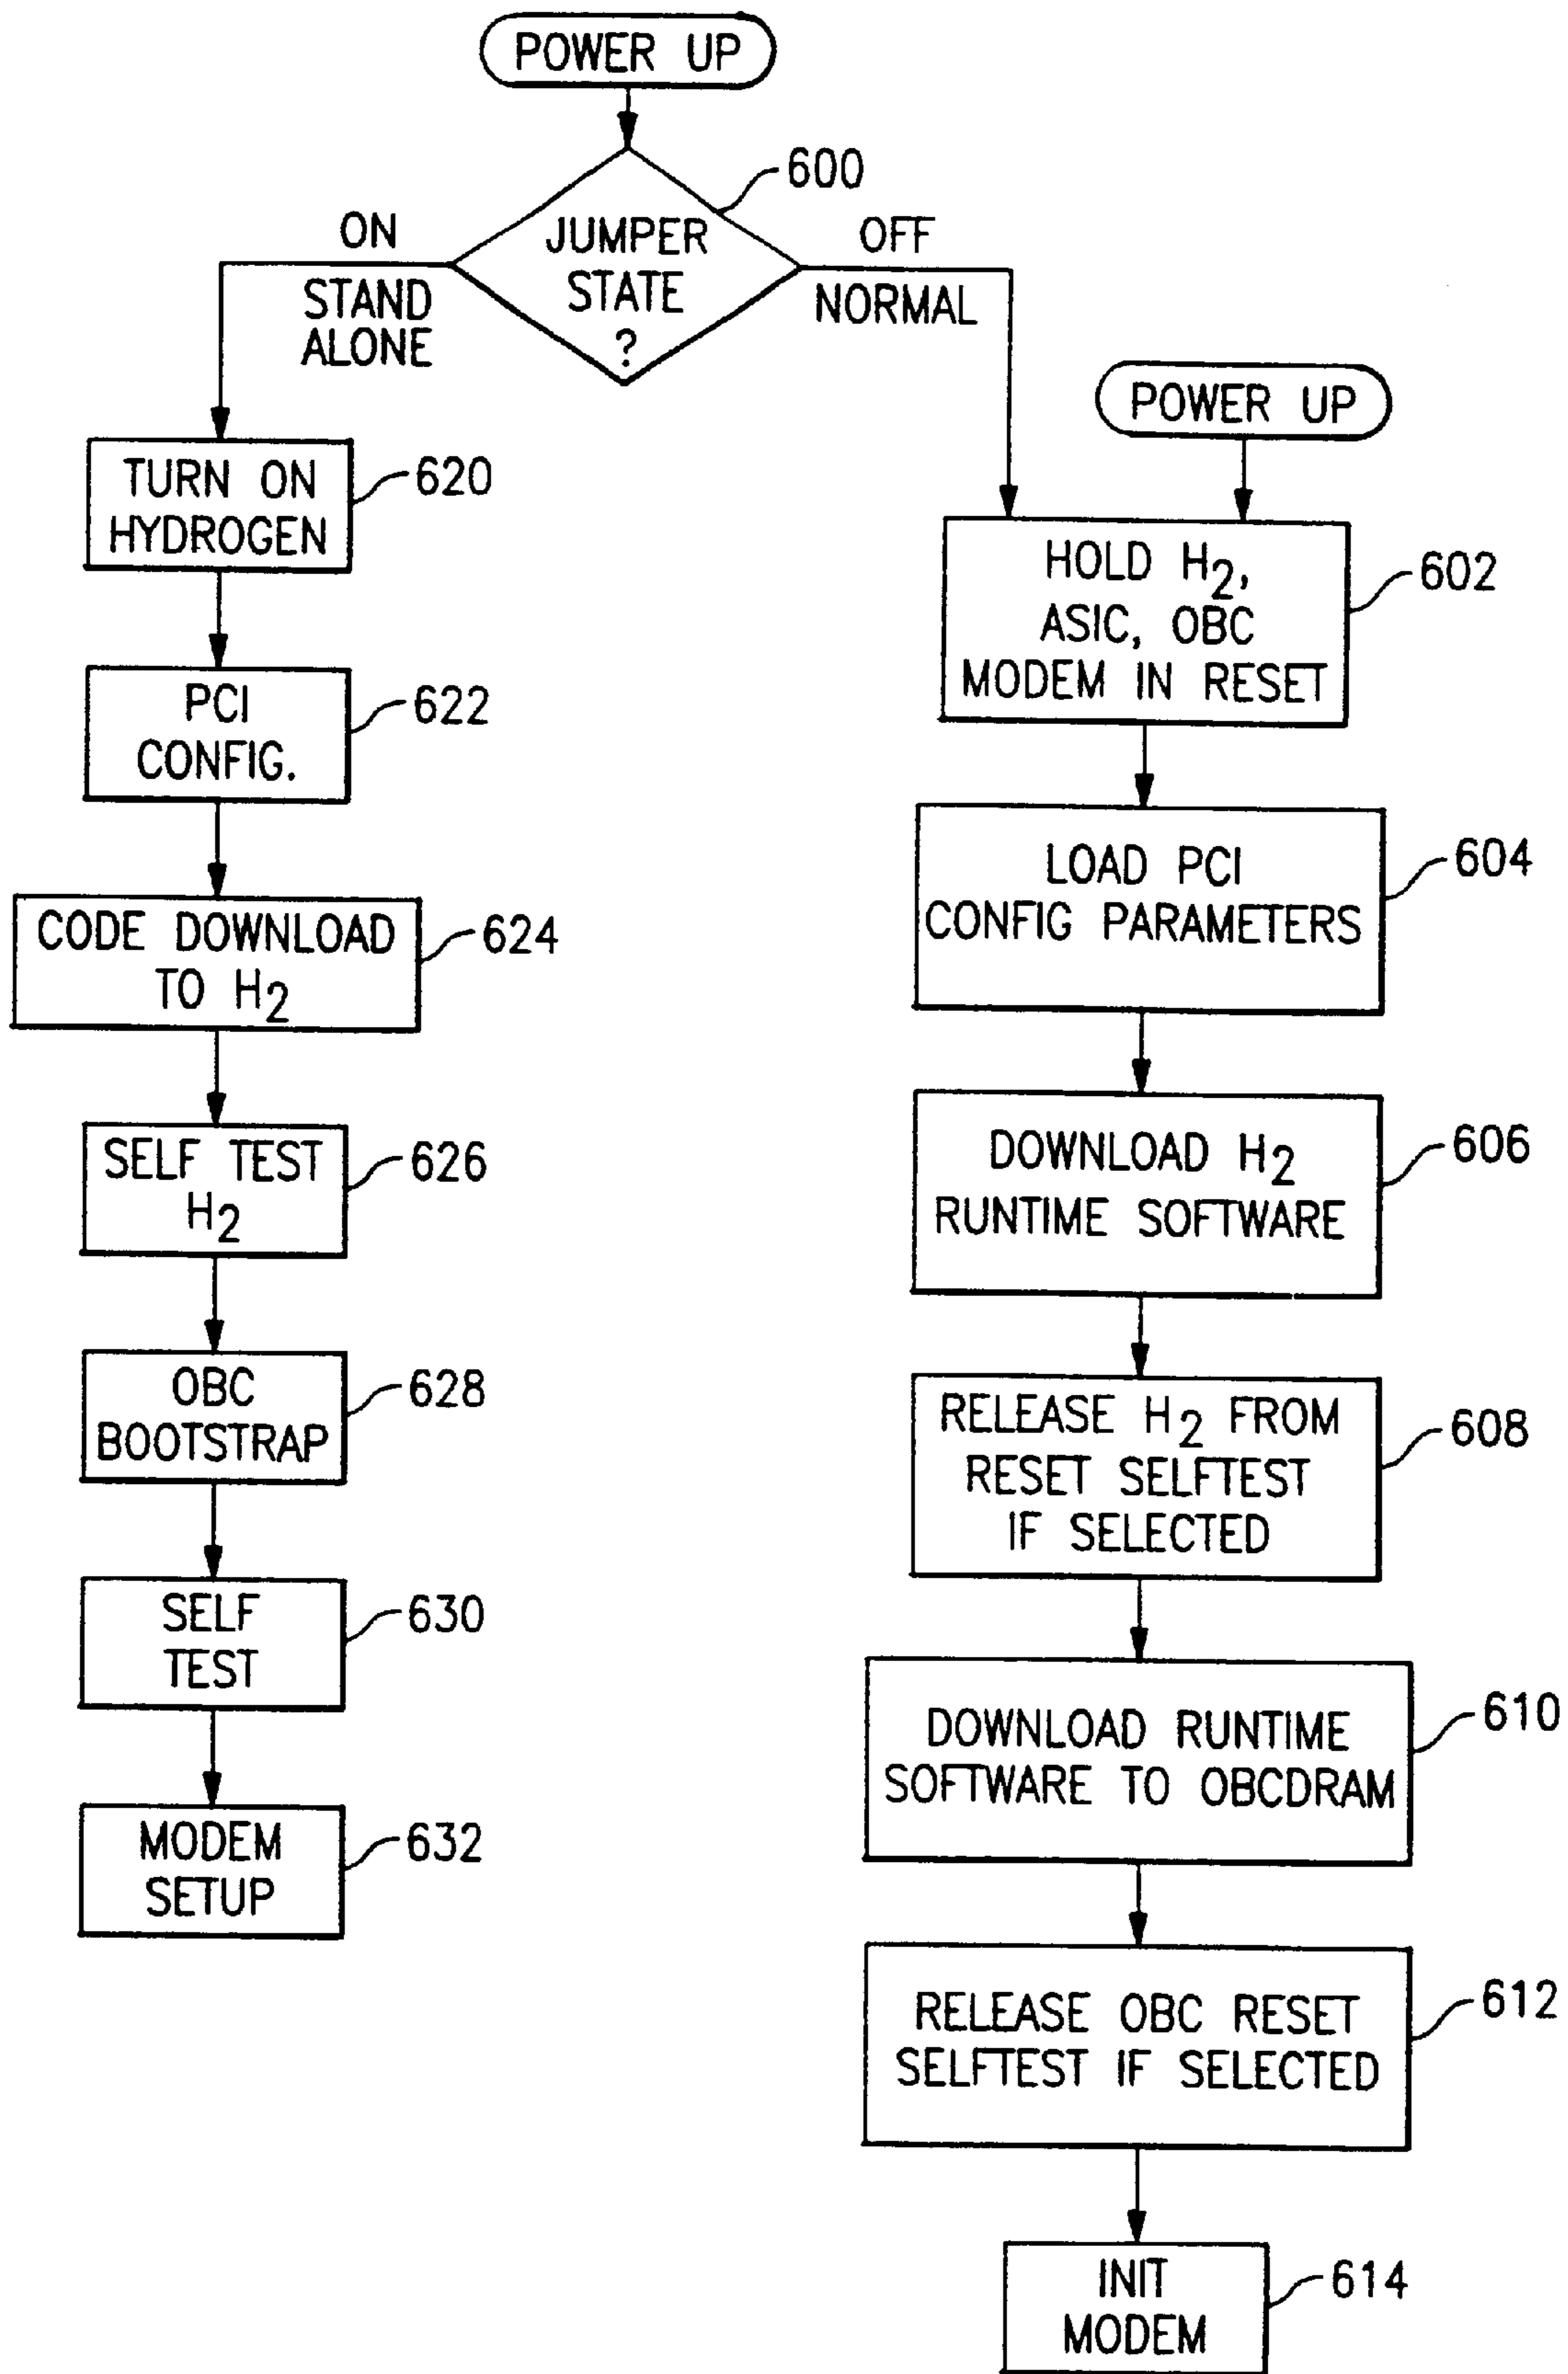 POWER UP
600
JUMPER
STATE
?
ON
STAND
ALONE
OFF
NORMAL
TURN ON
HYDROGEN
620
PCI
CONFIG.
622
CODE DOWNLOAD
TO H2
624
SELF TEST
H2
626
OBC
BOOTSTRAP
628
SELF
TEST
630
MODEM
SETUP
632
POWER UP
HOLD H2,
ASIC, OBC
MODEM IN RESET
602
LOAD PCI
CONFIG PARAMETERS
604
DOWNLOAD H2
RUNTIME SOFTWARE
606
RELEASE H2 FROM
RESET SELFTEST
IF SELECTED
608
DOWNLOAD RUNTIME
SOFTWARE TO OBCDRAM
610
RELEASE OBC RESET
SELFTEST IF SELECTED
612
INIT
MODEM
614